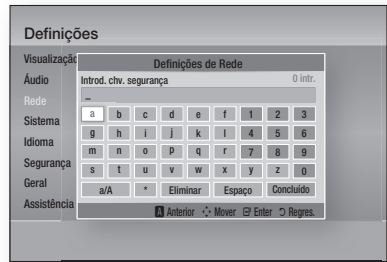 Definições
Visualização
Áudio
Rede
Sistema
Idioma
Segurança
Geral
Assistência
Definições de Rede
Introd. chv. segurança 0 intr.
_
a b c d e f 1 2 3
g h i j k l 4 5 6
m n o p q r 7 8 9
s t u v w x y z 0
a/A * Eliminar Espaço Concluído
A Anterior Mover Enter Regres.